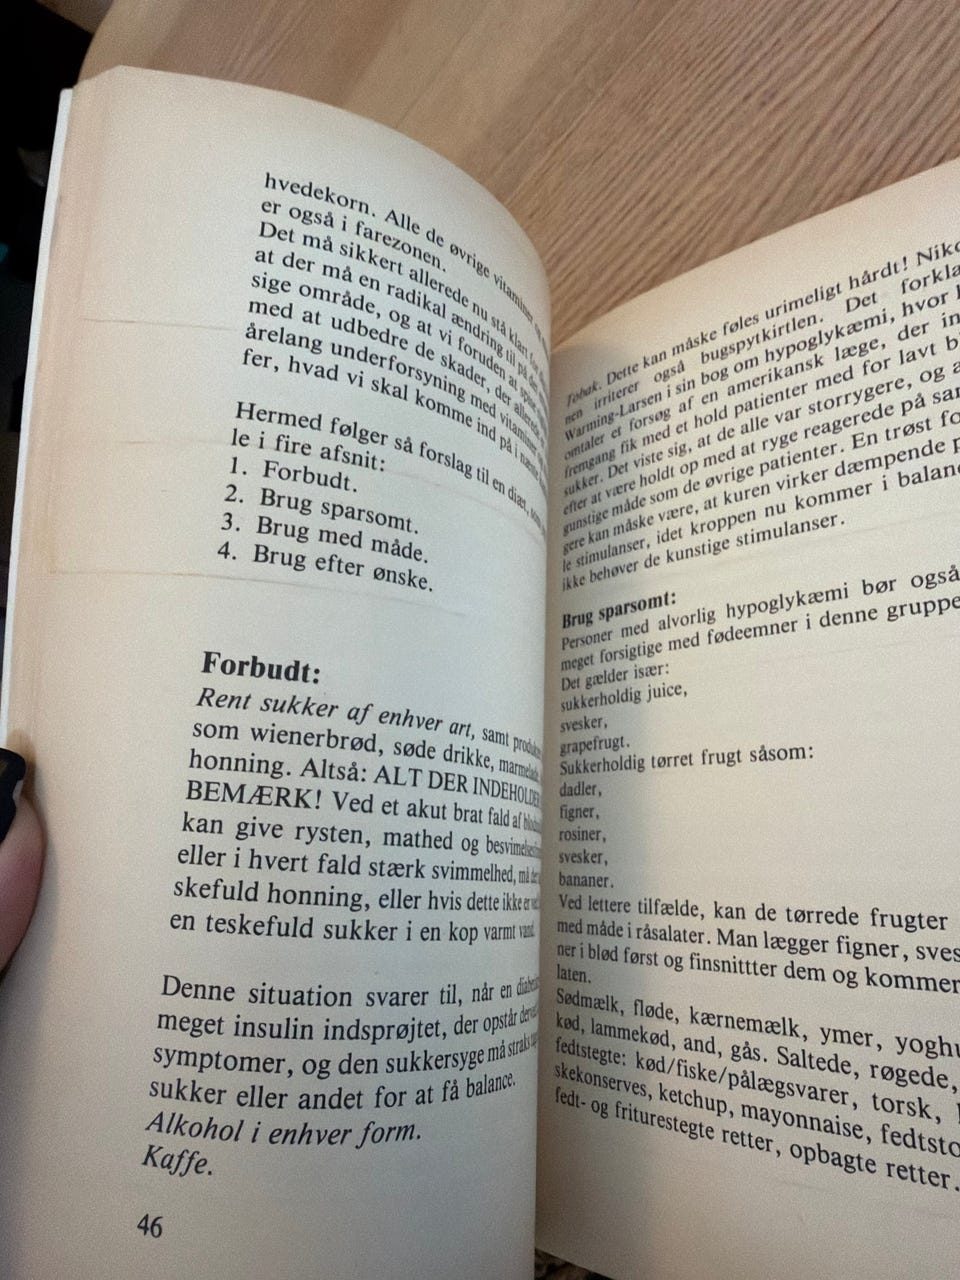 hvedekorn. Alle de øvrige vitaminer
er også i farezonen.
Det må sikkert allerede nu stå klart for
at der må en radikal ændring til på det
sige område, og at vi foruden at spise
med at udbedre de skader, der allerede
årelang underforsyning med vitaminer
fer, hvad vi skal komme ind på i næste
Hermed følger så forslag til en diæt, som
le i fire afsnit:
1. Forbudt.
2. Brug sparsomt.
3. Brug med måde.
4. Brug efter ønske.
Forbudt:
Rent sukker af enhver art, samt
som wienerbrød, søde drikke, marmelade,
honning. Altså: ALT DER INDEHOLDER
BEMÆRK! Ved et akut brat fald af
kan give rysten, mathed og
eller i hvert fald stærk svimmelhed, må
skefuld honning, eller hvis dette ikke er
en teskefuld sukker i en kop varmt vand.
Denne situation svarer til, når en
meget insulin indsprøjtet, der opstår
symptomer, og den sukkersyge må straks
sukker eller andet for at få balance.
Alkohol i enhver form.
Kaffe.
46
Tobak. Dette kan måske føles urimeligt hårdt!
nen irriterer også bugspytkirtlen. Det
Warming-Larsen i sin bog om hypoglykæmi, hvor
omtaler et forsøg af en amerikansk læge, der
fremgang fik med et hold patienter med for lavt
sukker. Det viste sig, at de alle var storrygere, og
efter at være holdt op med at ryge reagerede på
gunstige måde som de øvrige patienter. En trøst
gere kan måske være, at kuren virker dæmpende
le stimulanser, idet kroppen nu kommer i
ikke behøver de kunstige stimulanser.
Brug sparsomt:
Personer med alvorlig hypoglykæmi bør også
meget forsigtige med fødeemner i denne gruppe
Det gælder især:
sukkerholdig juice,
svesker,
grapefrugt.
Sukkerholdig tørret frugt såsom:
dadler,
figner,
rosiner,
svesker,
bananer.
Ved lettere tilfælde, kan de tørrede frugter
med måde i råsalater. Man lægger figner,
ner i blød først og finsnittter dem og kommer
laten.
Sødmælk, fløde, kærnemælk, ymer,
kød, lammekød, and, gås. Saltede, røgede,
fedtstegte: kød/fiske/pålægsvarer, torsk,
skekonserves, ketchup, mayonnaise,
fedt- og friturestegte retter, opbagte retter.